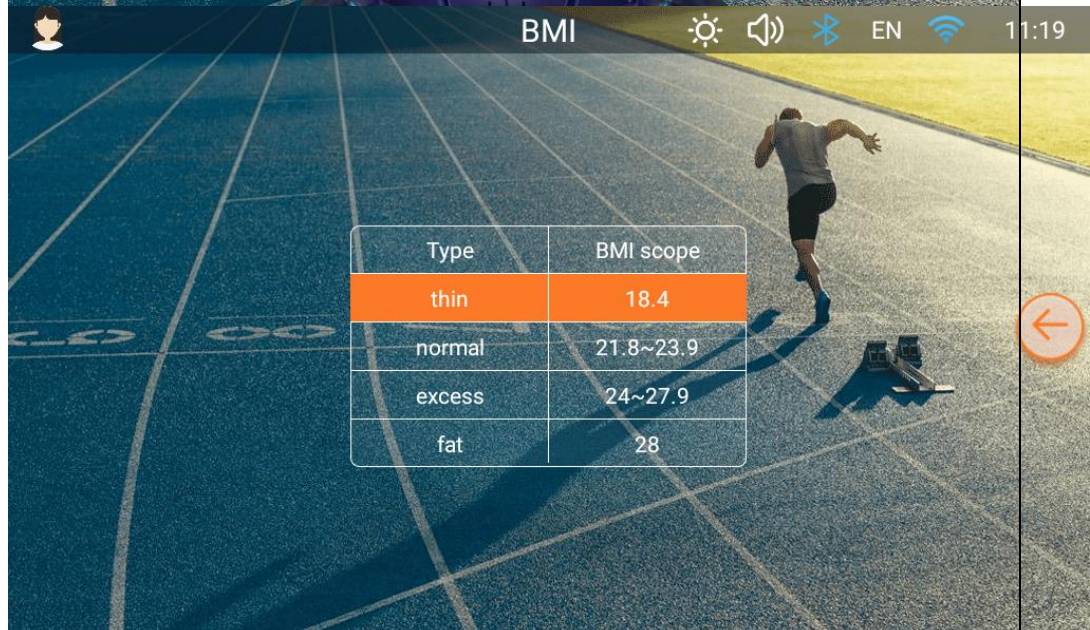 BMI EN 11:19
Type BMI scope
thin 18.4
normal 21.8~23.9
excess 24~27.9
fat 28